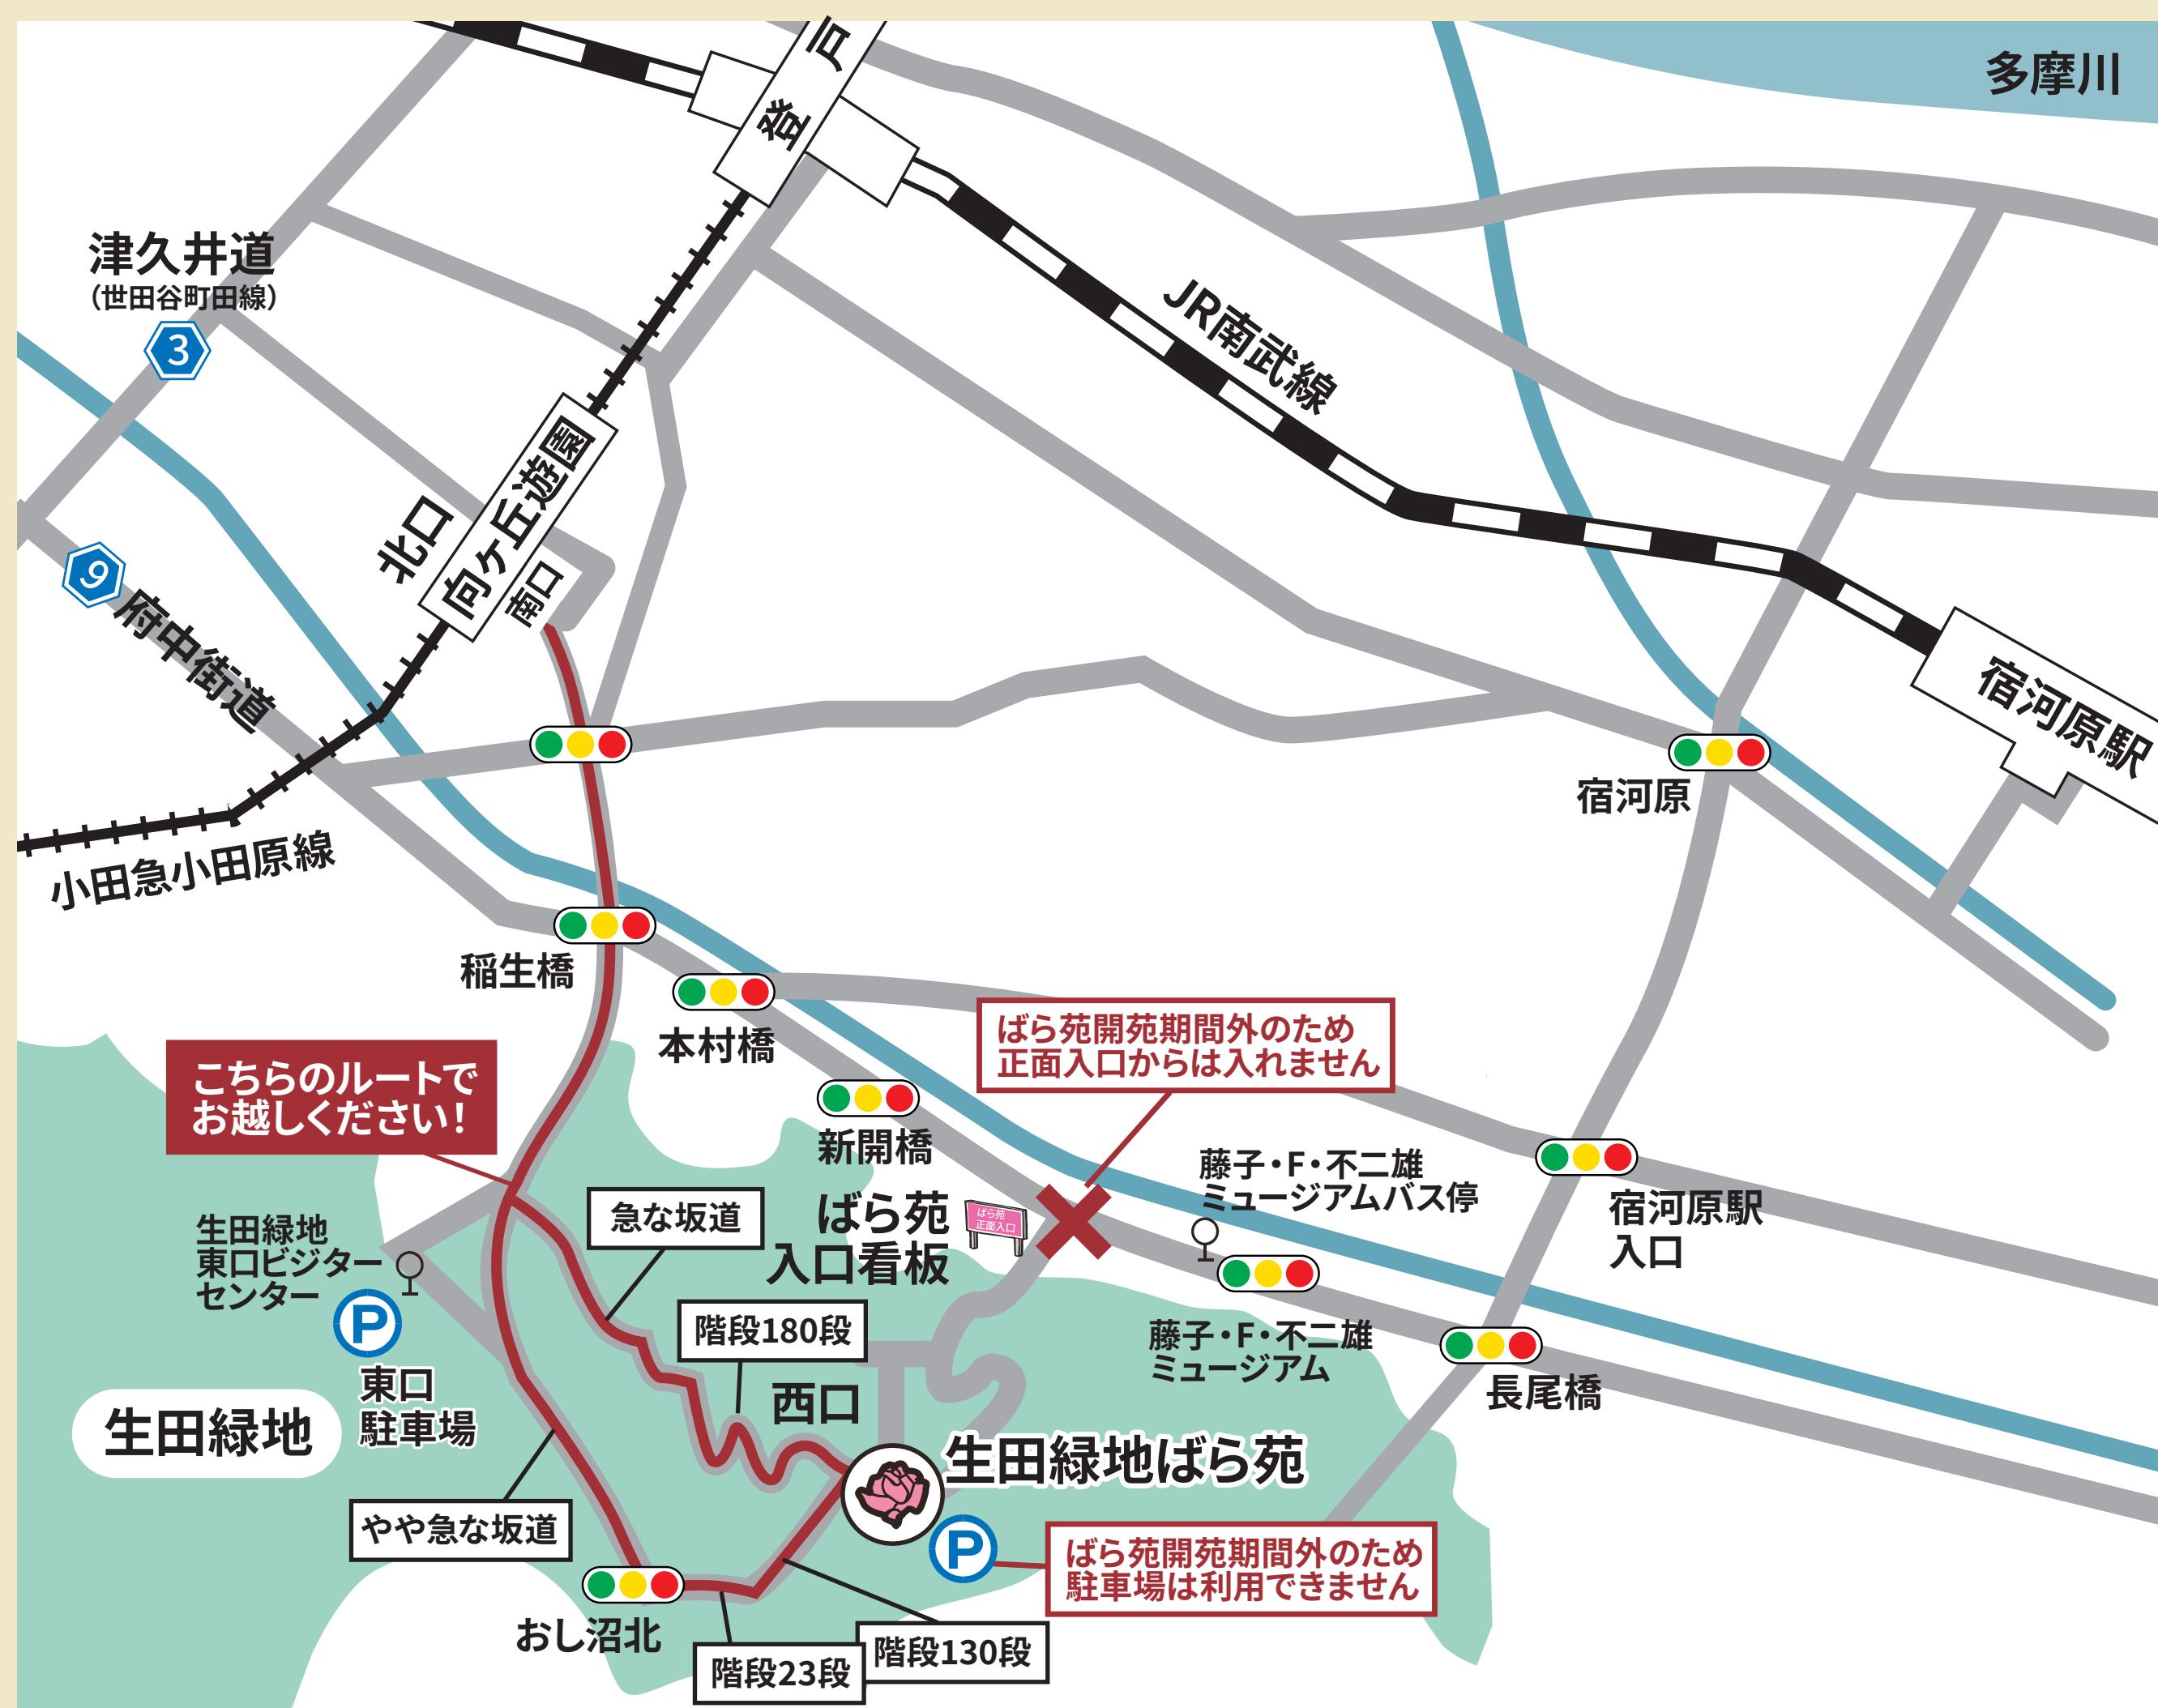 多摩川
登戸
津久井道
（世田谷町田線）
3
JR南武線
北口
向ケ丘遊園
南口
9
府中街道
宿河原駅
宿河原
小田急小田原線
稲生橋
本村橋
ばら苑開苑期間外のため
正面入口からは入れません
こちらのルートで
お越しください！
新開橋
藤子・F・不二雄
ミュージアムバス停
ばら苑
入口看板
ばら苑
正面入口
宿河原駅
入口
急な坂道
生田緑地
東口ビジター
センター
P
階段180段
藤子・F・不二雄
ミュージアム
東口
駐車場
西口
長尾橋
生田緑地
生田緑地ばら苑
やや急な坂道
P
ばら苑開苑期間外のため
駐車場は利用できません
おし沼北
階段130段
階段23段